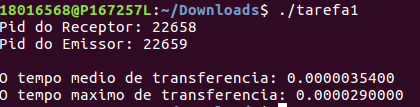 18016568@P167257L:~/Downloads$ ./tarefa1
Pid do Receptor: 22658
Pid do Emissor: 22659
O tempo medio de transferencia: 0.0000035400
O tempo maximo de transferencia: 0.0000290000